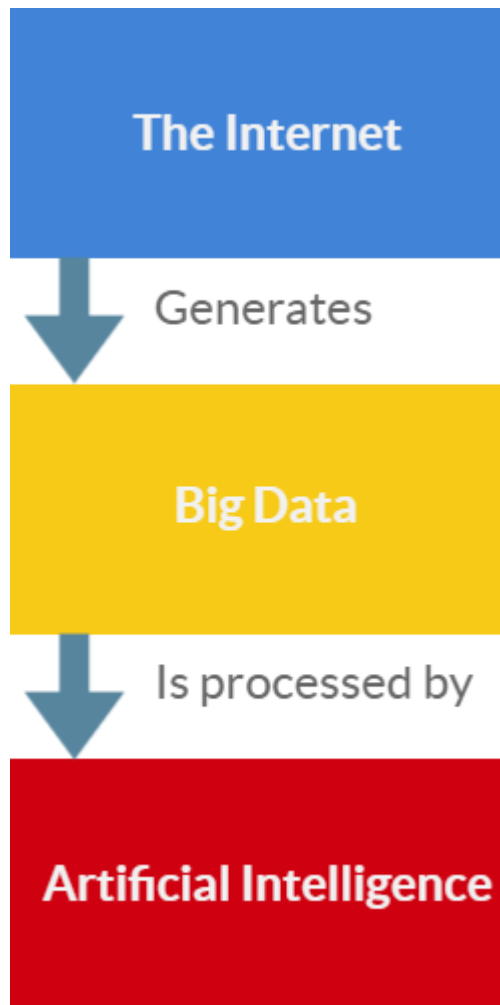 The Internet
Generates
Big Data
Is processed by
Artificial Intelligence